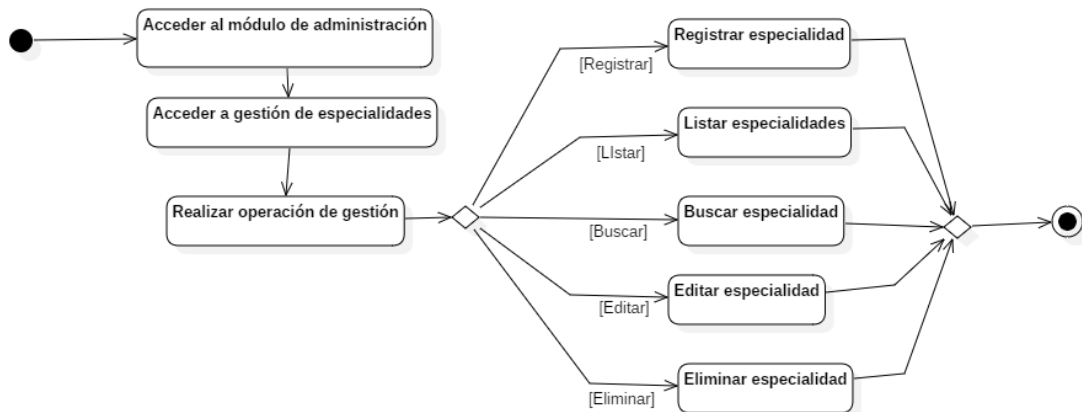 Acceder al módulo de administración
Acceder a gestión de especialidades
Realizar operación de gestión
[Registrar]
Registrar especialidad
[LIstar]
Listar especialidades
[Buscar]
Buscar especialidad
[Editar]
Editar especialidad
[Eliminar]
Eliminar especialidad